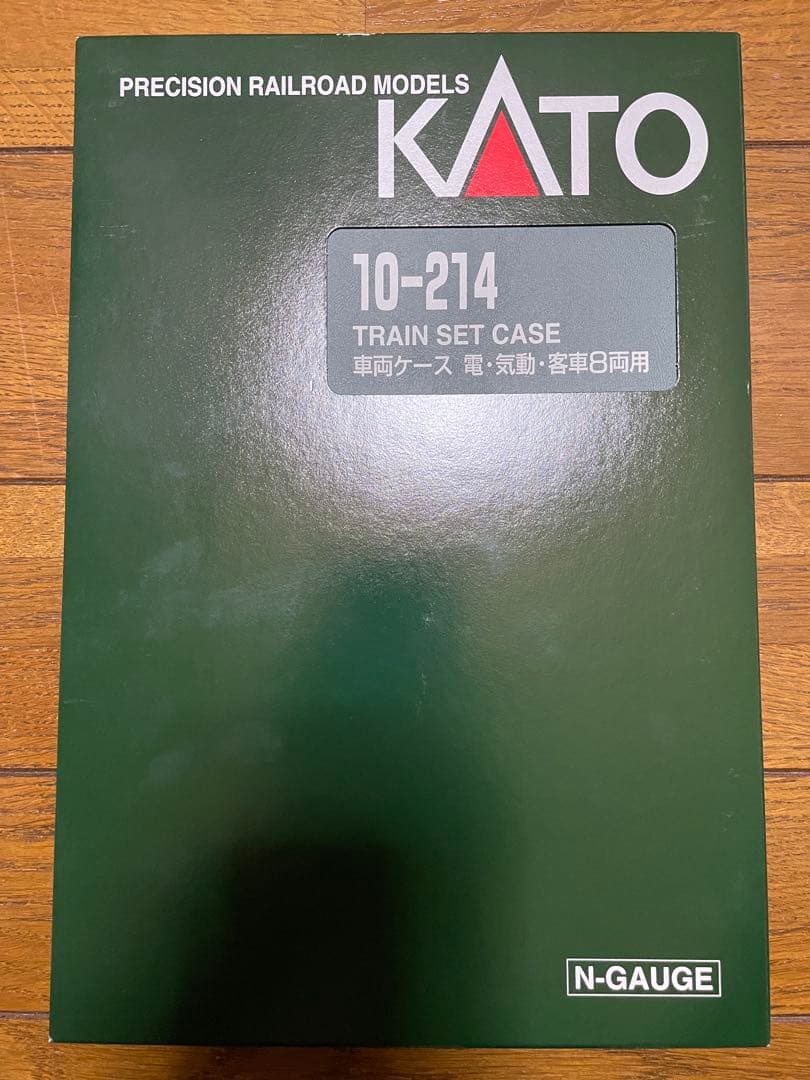 PRECISION RAILROAD MODELS
KATO
10-214
TRAIN SET CASE
車両ケース 電・気動・客車8両用
N-GAUGE